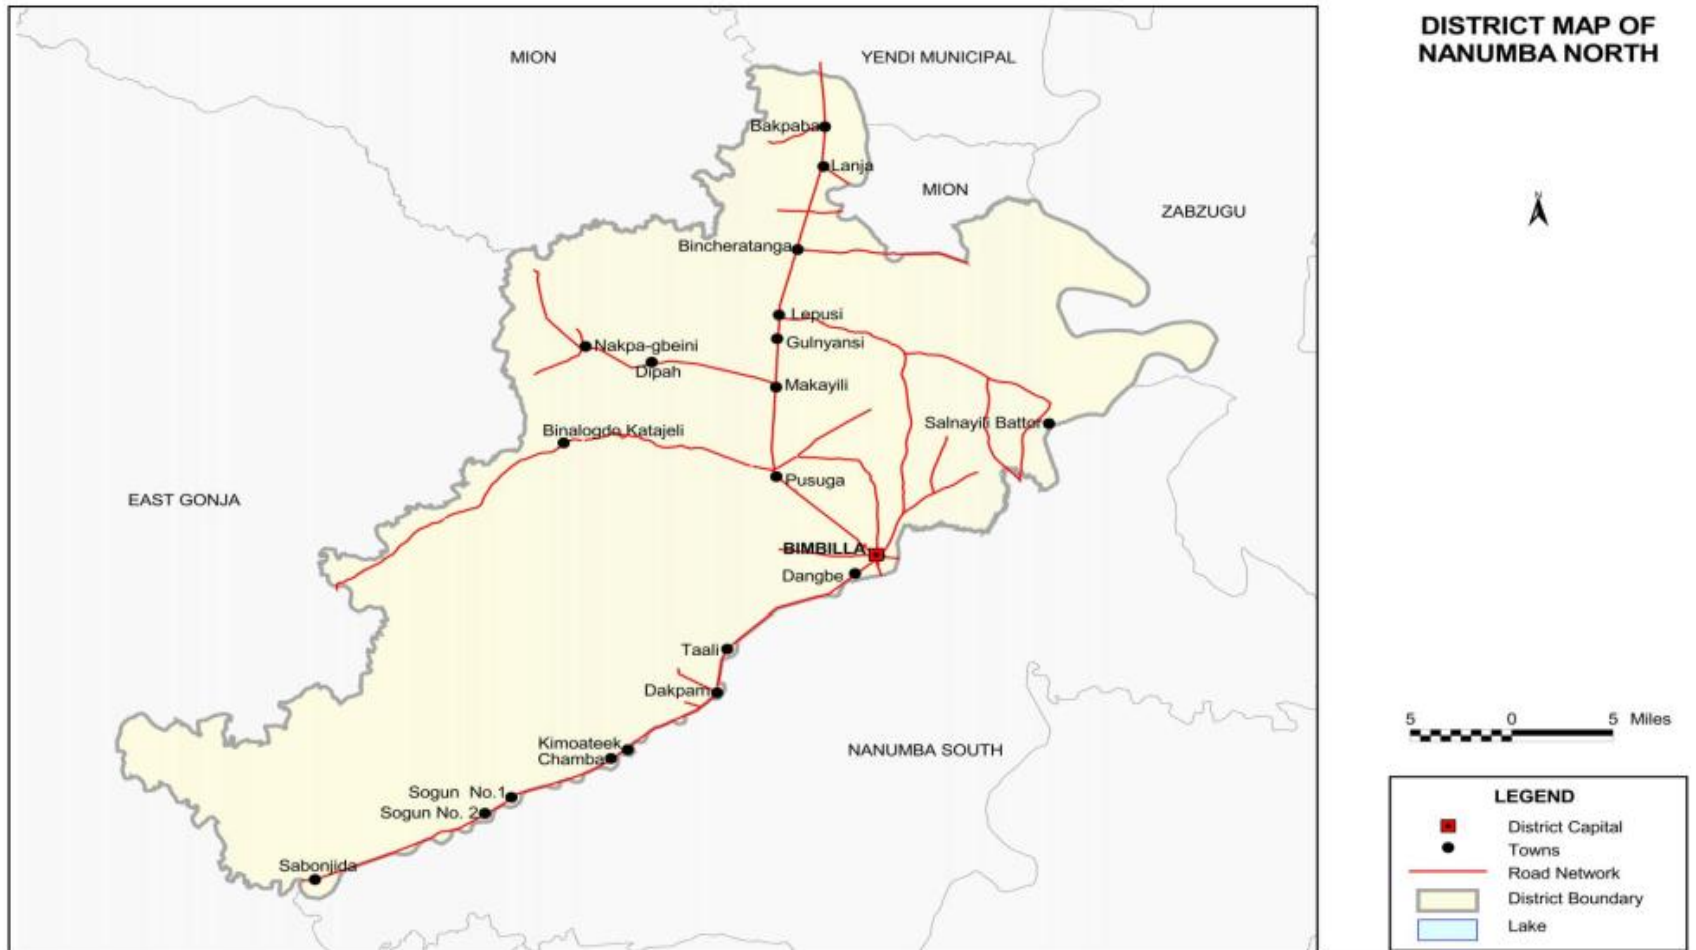 DISTRICT MAP OF
NANUMBA NORTH
MION
YENDI MUNICIPAL
Bakpaba
Lanja
MION
ZABZUGU
N
Bincheratanga
Lepusi
Gulnyansi
Nakpa-gbeini
Dipah
Makayili
Salnayili Battor
Binalogdo Katajeli
Pusuga
EAST GONJA
BIMBILLA
Dangbe
Taali
Dakpam
Kimoateek
Chamba
NANUMBA SOUTH
Sogun No.1
Sogun No. 2
Sabonjida
5 0 5 Miles
LEGEND
District Capital
Towns
Road Network
District Boundary
Lake